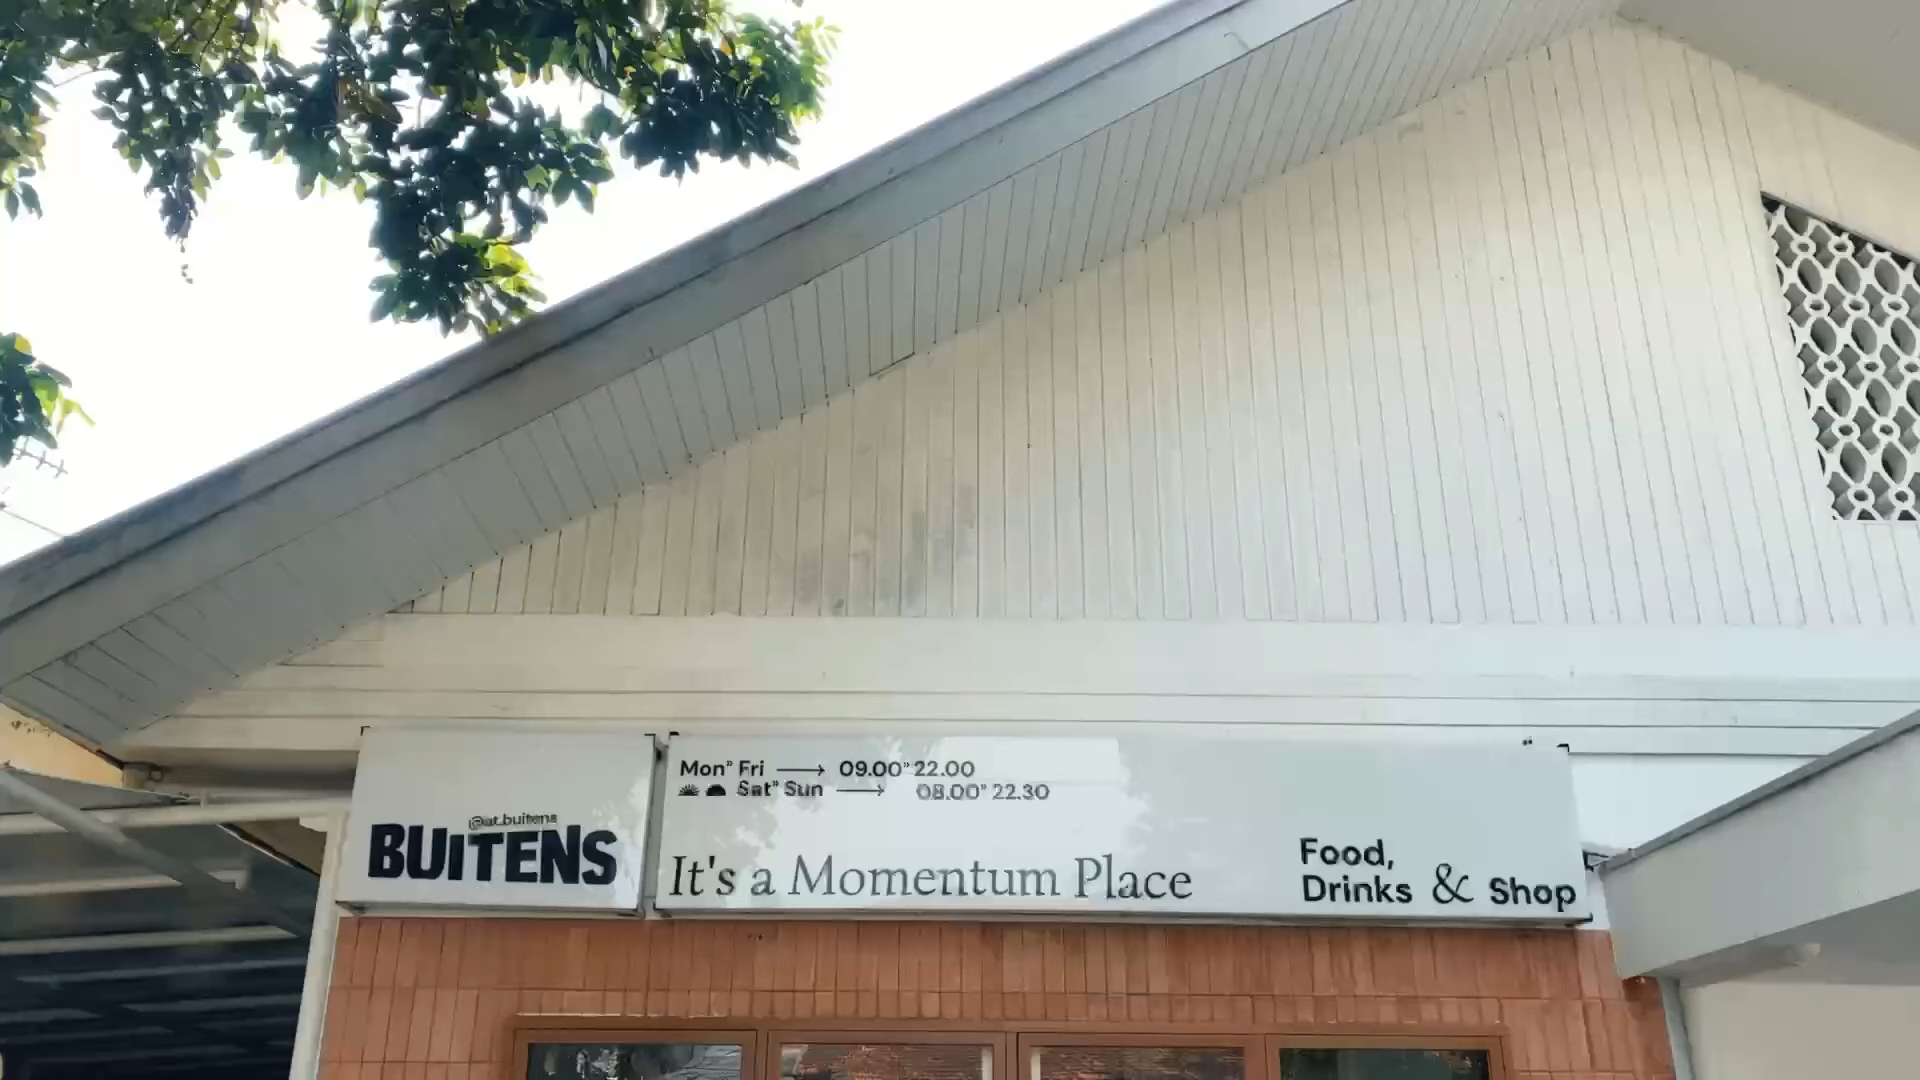 @at.buitens
BUiTENS
Mon” Fri ⟶ 09.00”22.00
Sat” Sun ⟶ 08.00” 22.30
It's a Momentum Place
Food,
Drinks & Shop